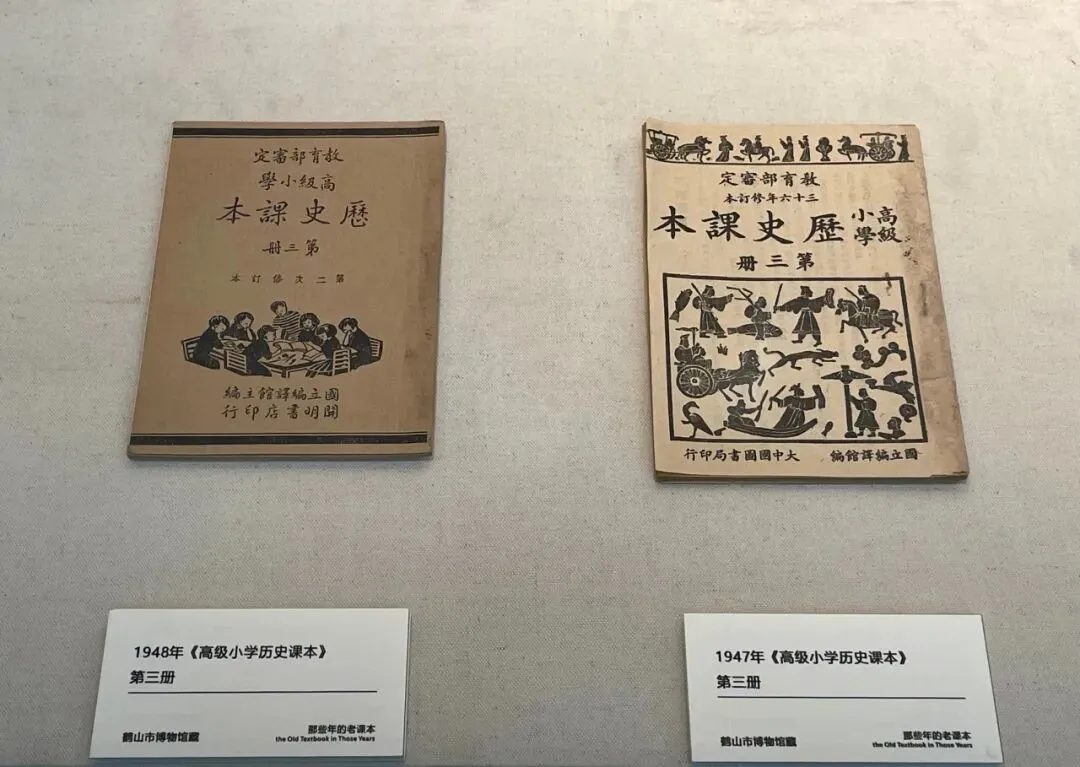 教育部審定
高級小學
歷史課本
第三冊
第二次修訂本
國立編譯館主編
開明書店印行
教育部審定
三十六年修訂本
高級小學 歷史課本
第三冊
國立編譯館編 大中國圖書局印行
1948年《高级小学历史课本》
第三册
鹤山市博物馆藏
那些年的老课本
the Old Textbook in Those Years
1947年《高级小学历史课本》
第三册
鹤山市博物馆藏
那些年的老课本
the Old Textbook in Those Years